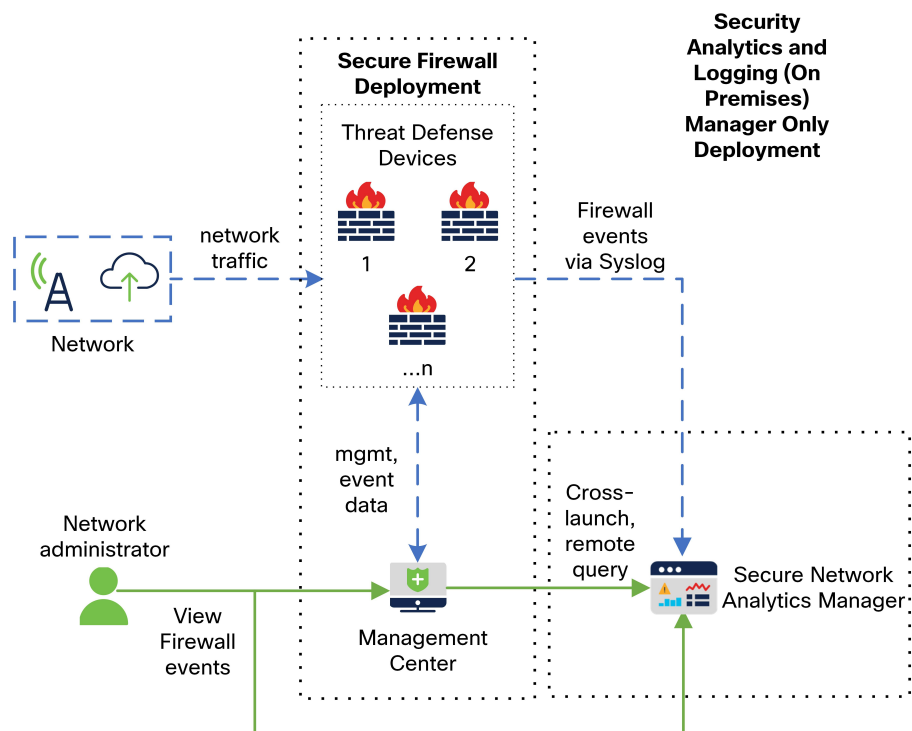 Security
Analytics and
Logging (On
Premises)
Manager Only
Deployment
Secure Firewall
Deployment
Threat Defense
Devices
1
2
...n
network
traffic
Network
Firewall
events
via Syslog
mgmt,
event
data
Cross-
launch,
remote
query
Network
administrator
View
Firewall
events
Management
Center
Secure Network
Analytics Manager